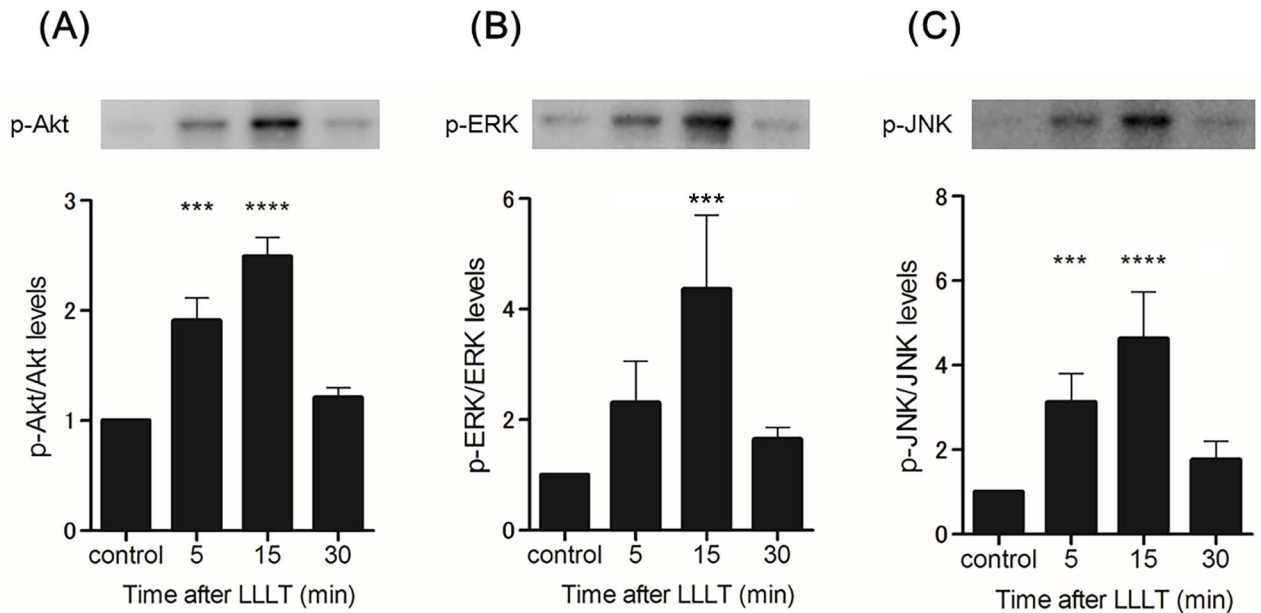 (A)
p-Akt
3
2
1
0
p-Akt/Akt levels
***
****
control 5 15 30
Time after LLLT (min)
(B)
p-ERK
6
4
2
0
p-ERK/ERK levels
***
control 5 15 30
Time after LLLT (min)
(C)
p-JNK
8
6
4
2
0
p-JNK/JNK levels
***
****
control 5 15 30
Time after LLLT (min)